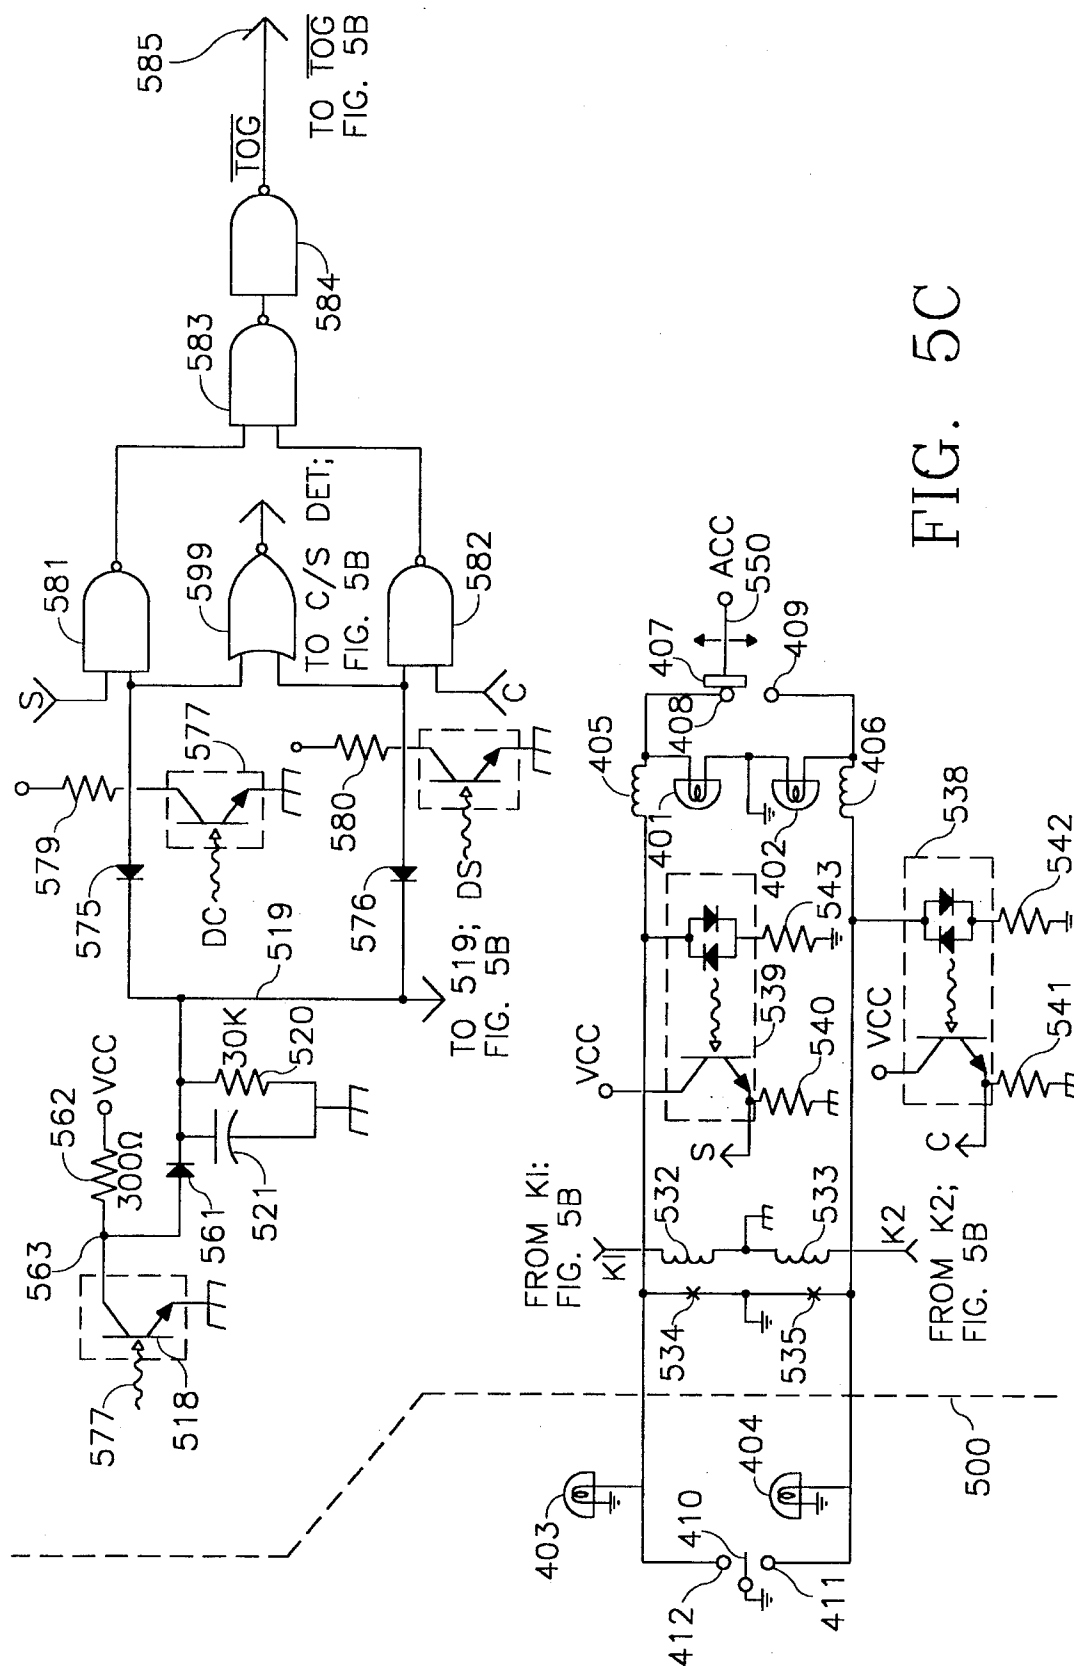 585
TOG
TO TOG
FIG. 5B
584
583
581
S
599
TO C/S DET;
FIG. 5B
582
C
579
577
575
DC
580
576
DS
519
TO 519;
FIG. 5B
VCC
562
300Ω
30K
520
521
561
563
577
518
FIG. 5C
ACC
550
407
408
409
405
401
402
406
538
542
543
539
VCC
540
S
VCC
541
C
FROM K1:
FIG. 5B
K1
532
533
K2
FROM K2;
FIG. 5B
534
535
500
403
404
410
412
411